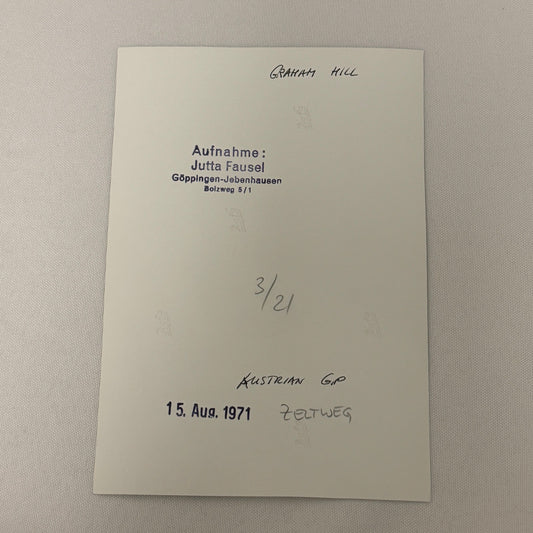 GRAHAM HILL
Aufnahme:
Jutta Fausel
Göppingen-Jebenhausen
Bolzweg 5/1
3/21
AUSTRIAN GP
15. Aug. 1971 ZELTWEG